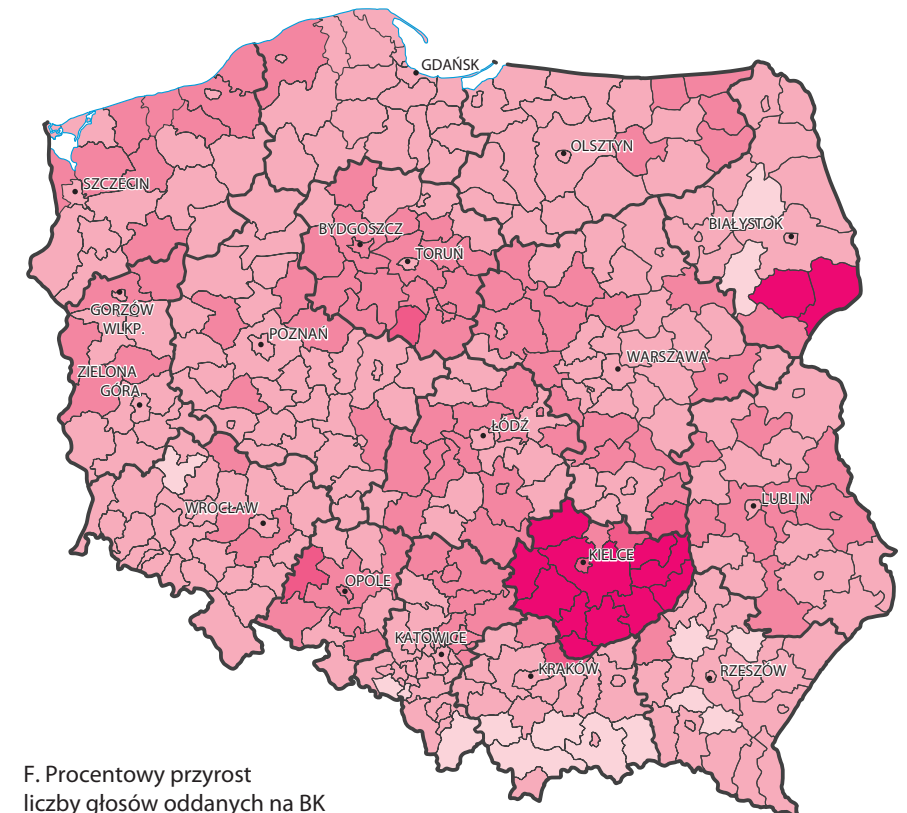 GDAŃSK
OLSZTYN
SZCZECIN
BIAŁYSTOK
BYDGOSZCZ
TORUŃ
GORZÓW
WLKP.
POZNAŃ
WARSZAWA
ZIELONA
GÓRA
ŁÓDŹ
WROCŁAW
LUBLIN
KIELCE
OPOLE
KATOWICE
KRAKÓW
RZESZÓW
F. Procentowy przyrost
liczby głosów oddanych na BK